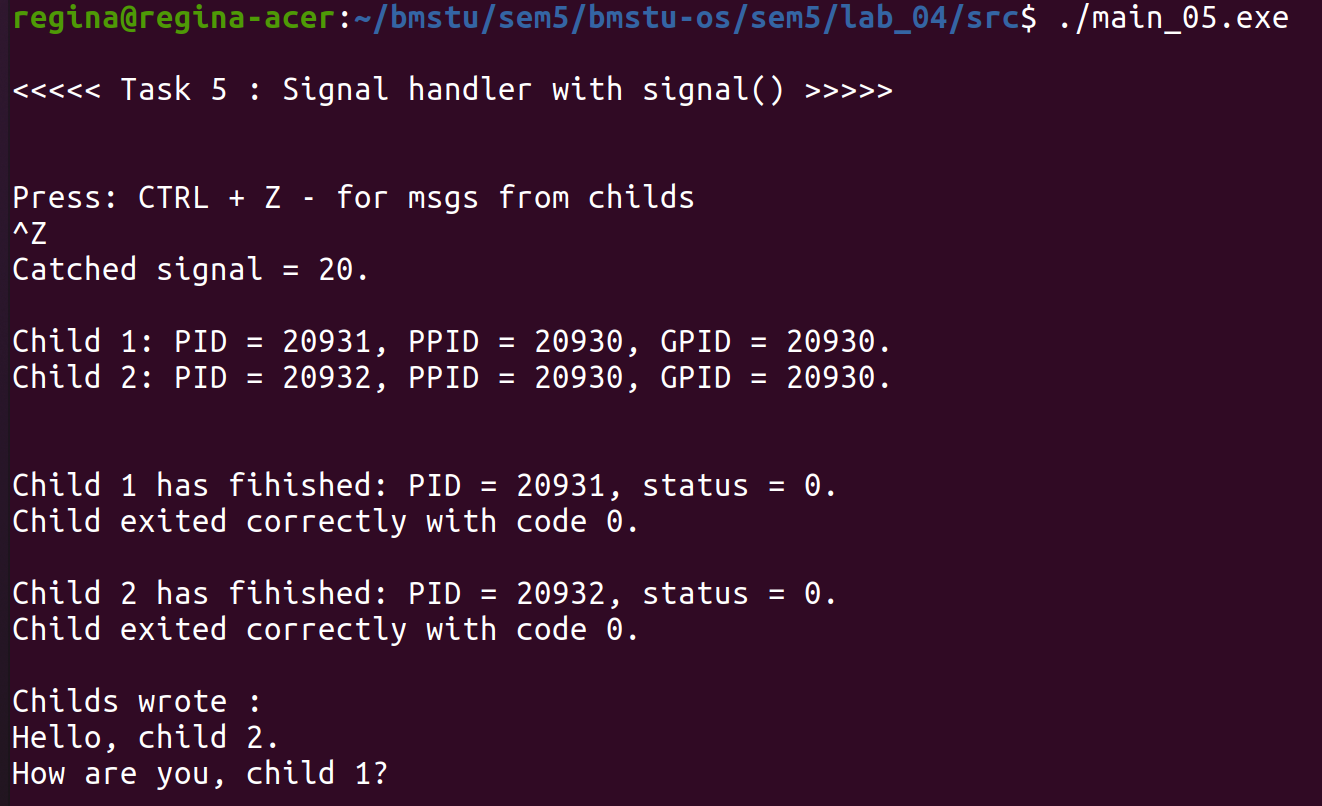 regina@regina-acer:~/bmstu/sem5/bmstu-os/sem5/lab_04/src$ ./main_05.exe
<<<<< Task 5 : Signal handler with signal() >>>>>
Press: CTRL + Z - for msgs from childs
^Z
Catched signal = 20.
Child 1: PID = 20931, PPID = 20930, GPID = 20930.
Child 2: PID = 20932, PPID = 20930, GPID = 20930.
Child 1 has fihished: PID = 20931, status = 0.
Child exited correctly with code 0.
Child 2 has fihished: PID = 20932, status = 0.
Child exited correctly with code 0.
Childs wrote :
Hello, child 2.
How are you, child 1?